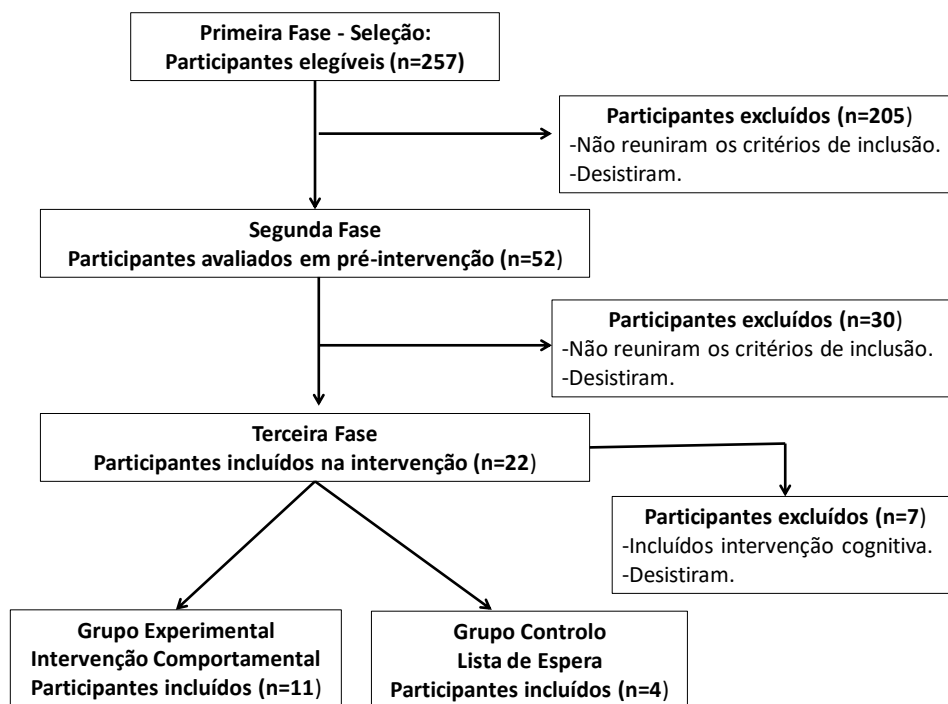 Primeira Fase - Seleção:
Participantes elegíveis (n=257)
Participantes excluídos (n=205)
-Não reuniram os critérios de inclusão.
-Desistiram.
Segunda Fase
Participantes avaliados em pré-intervenção (n=52)
Participantes excluídos (n=30)
-Não reuniram os critérios de inclusão.
-Desistiram.
Terceira Fase
Participantes incluídos na intervenção (n=22)
Participantes excluídos (n=7)
-Incluídos intervenção cognitiva.
-Desistiram.
Grupo Experimental
Intervenção Comportamental
Participantes incluídos (n=11)
Grupo Controlo
Lista de Espera
Participantes incluídos (n=4)